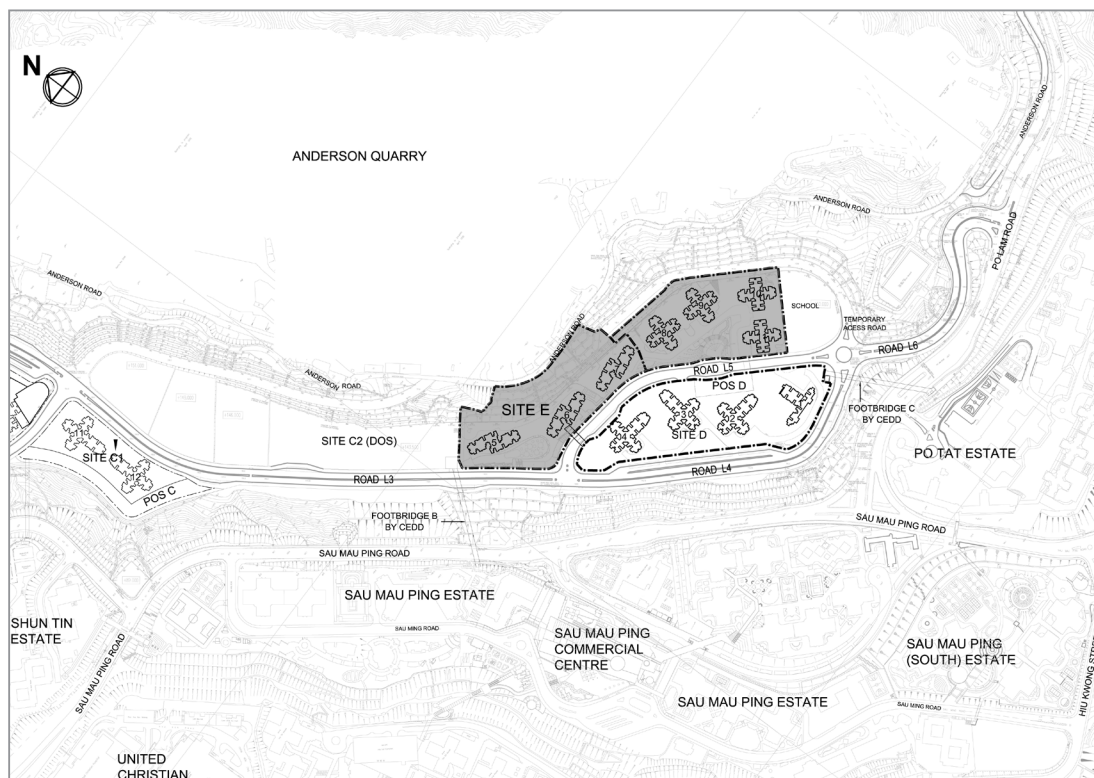 N
ANDERSON QUARRY
ANDERSON ROAD
ANDERSON ROAD
PO LAM ROAD
ANDERSON ROAD
ANDERSON ROAD
ANDERSON ROAD
SCHOOL
TEMPORARY
ACESS ROAD
ROAD L6
ROAD L5
POS D
SITE E
SITE D
FOOTBRIDGE C
BY CEDD
SITE C2 (DOS)
PO TAT ESTATE
SITE C1
POS C
ROAD L3
ROAD L4
FOOTBRIDGE B
BY CEDD
SAU MAU PING ROAD
SAU MAU PING ROAD
SAU MAU PING ESTATE
SHUN TIN
ESTATE
SAU MING ROAD
SAU MAU PING
COMMERCIAL
CENTRE
SAU MAU PING
(SOUTH) ESTATE
SAU MAU PING ROAD
SAU MAU PING ESTATE
SAU MING ROAD
UNITED
CHRISTIAN